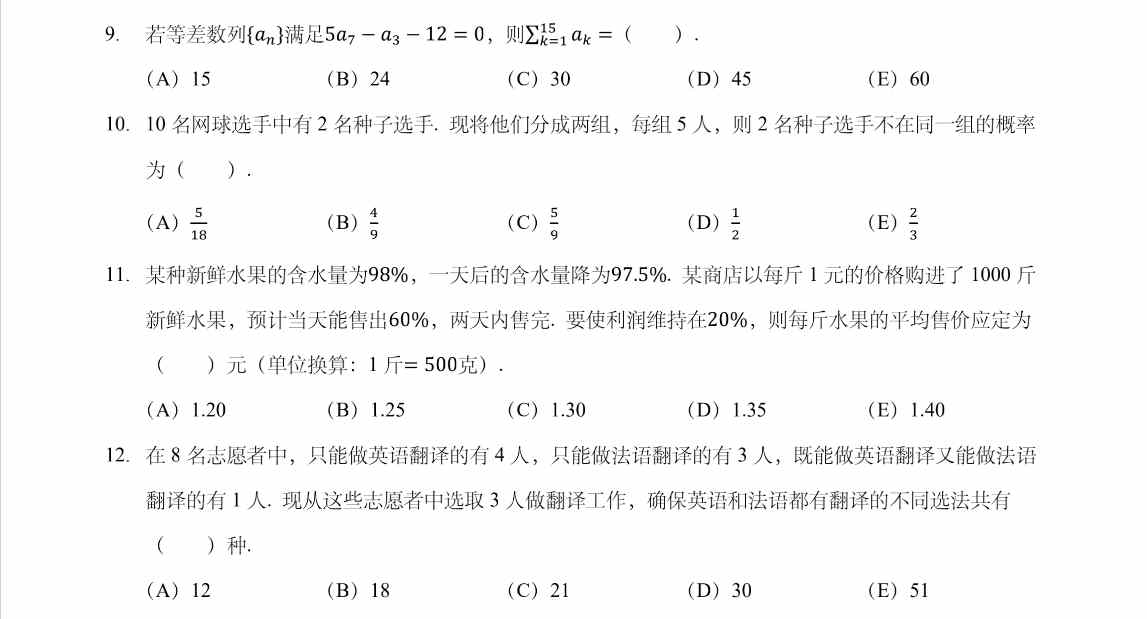 9. 若等差数列{aₙ}满足5a₇ − a₃ − 12 = 0，则∑¹⁵ₖ₌₁ aₖ =（　　）.
（A）15　（B）24　（C）30　（D）45　（E）60
10. 10 名网球选手中有 2 名种子选手. 现将他们分成两组，每组 5 人，则 2 名种子选手不在同一组的概率
为（　　）.
（A）5/18　（B）4/9　（C）5/9　（D）1/2　（E）2/3
11. 某种新鲜水果的含水量为98%，一天后的含水量降为97.5%. 某商店以每斤 1 元的价格购进了 1000 斤
新鲜水果，预计当天能售出60%，两天内售完. 要使利润维持在20%，则每斤水果的平均售价应定为
（　　）元（单位换算：1 斤= 500克）.
（A）1.20　（B）1.25　（C）1.30　（D）1.35　（E）1.40
12. 在 8 名志愿者中，只能做英语翻译的有 4 人，只能做法语翻译的有 3 人，既能做英语翻译又能做法语
翻译的有 1 人. 现从这些志愿者中选取 3 人做翻译工作，确保英语和法语都有翻译的不同选法共有
（　　）种.
（A）12　（B）18　（C）21　（D）30　（E）51